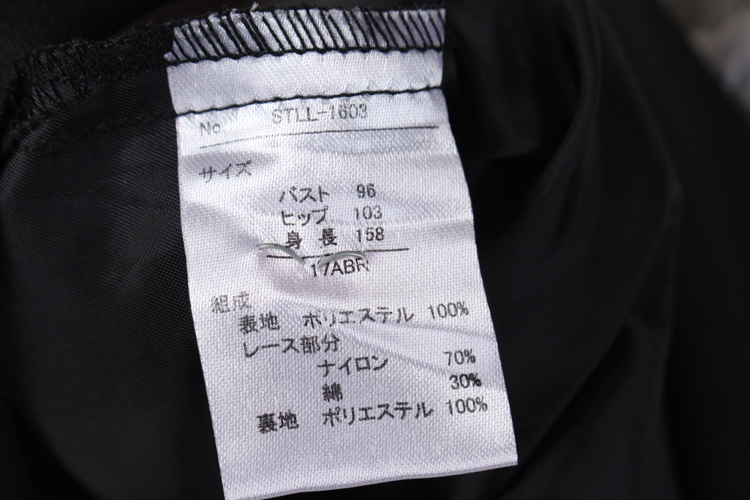 No. STLL-1603
サイズ
バスト 96
ヒップ 103
身長 158
17ABR
組成
表地 ポリエステル 100%
レース部分
ナイロン 70%
綿 30%
裏地 ポリエステル 100%